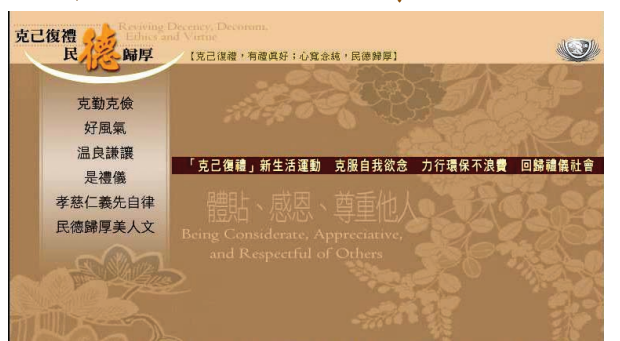 克己復禮
民德歸厚
Reviving Decency, Decorum,
Ethics and Virtue
【克己復禮，有禮真好；心寬念純，民德歸厚】
克勤克儉
好風氣
温良謙讓
是禮儀
孝慈仁義先自律
民德歸厚美人文
「克己復禮」新生活運動 克服自我欲念 力行環保不浪費 回歸禮儀社會
體貼、感恩、尊重他人
Being Considerate, Appreciative,
and Respectful of Others